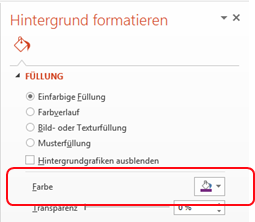 Hintergrund formatieren
FÜLLUNG
Einfarbige Füllung
Farbverlauf
Bild- oder Texturfüllung
Musterfüllung
Hintergrundgrafiken ausblenden
Farbe
Transparenz 0 %